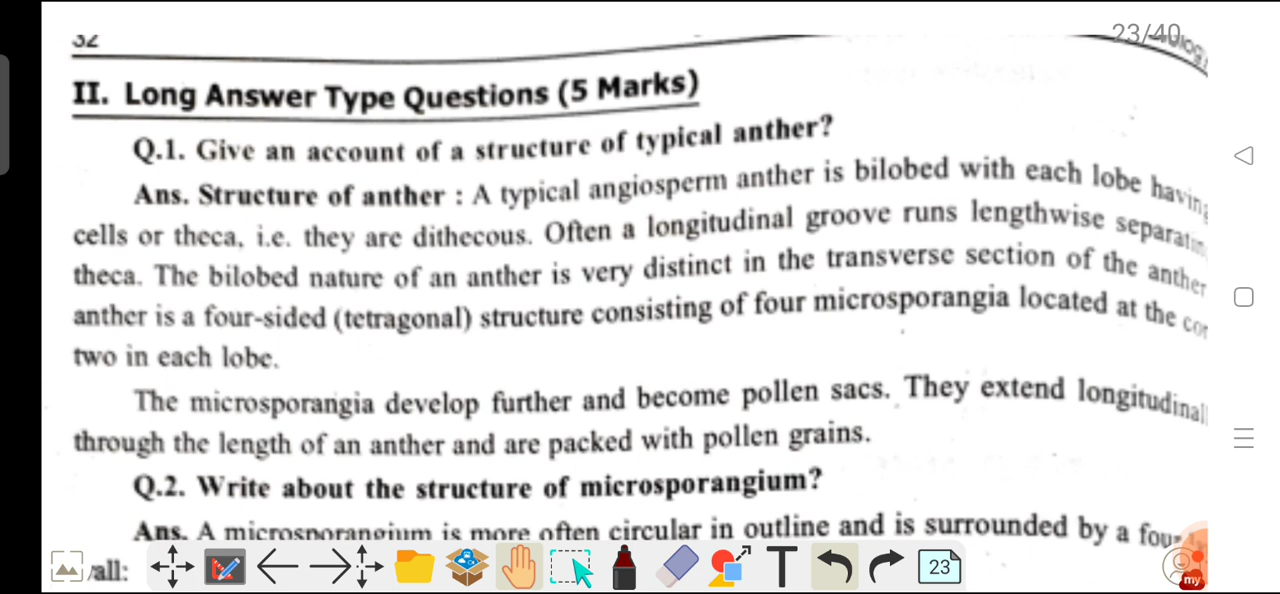 32
23/40
II. Long Answer Type Questions (5 Marks)
Q.1. Give an account of a structure of typical anther?
Ans. Structure of anther : A typical angiosperm anther is bilobed with each lobe having
cells or theca, i.e. they are dithecous. Often a longitudinal groove runs lengthwise
theca. The bilobed nature of an anther is very distinct in the transverse section of the anther
anther is a four-sided (tetragonal) structure consisting of four microsporangia located at the
two in each lobe.
The microsporangia develop further and become pollen sacs. They extend
through the length of an anther and are packed with pollen grains.
Q.2. Write about the structure of microsporangium?
Ans. A microsporangium is more often circular in outline and is surrounded by a
23
my